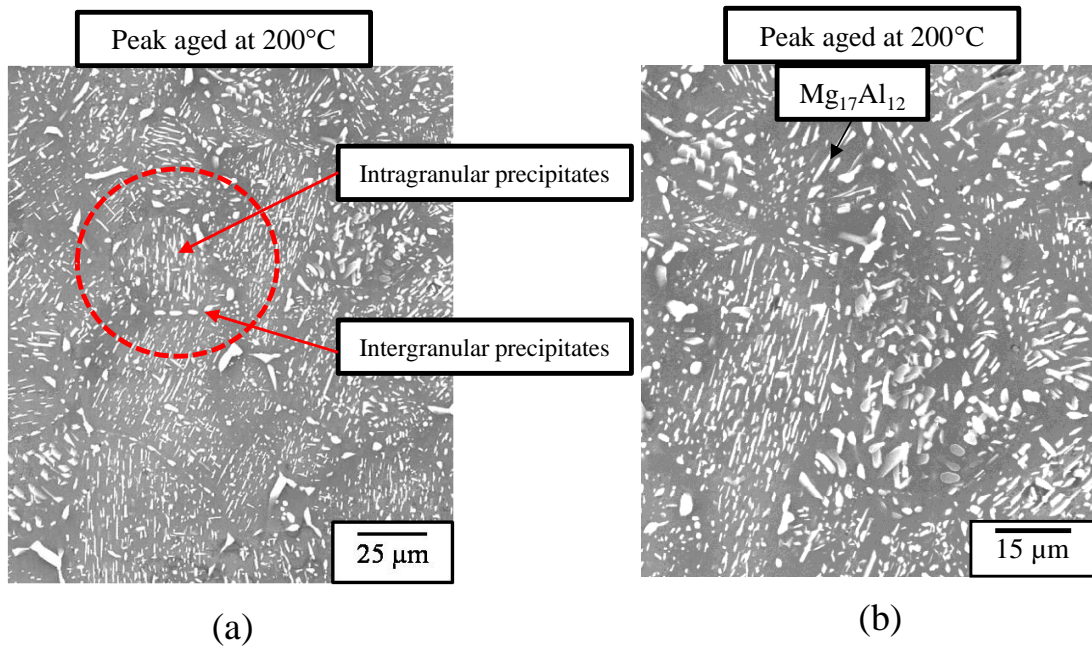 Peak aged at 200°C
Intragranular precipitates
Intergranular precipitates
25 µm
(a)
Peak aged at 200°C
Mg₁₇Al₁₂
15 µm
(b)